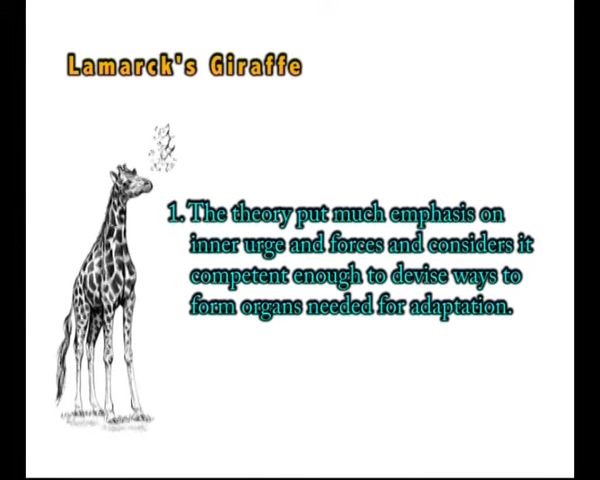 Lamarck's Giraffe
1. The theory put much emphasis on
inner urge and forces and considers it
competent enough to devise ways to
form organs needed for adaptation.